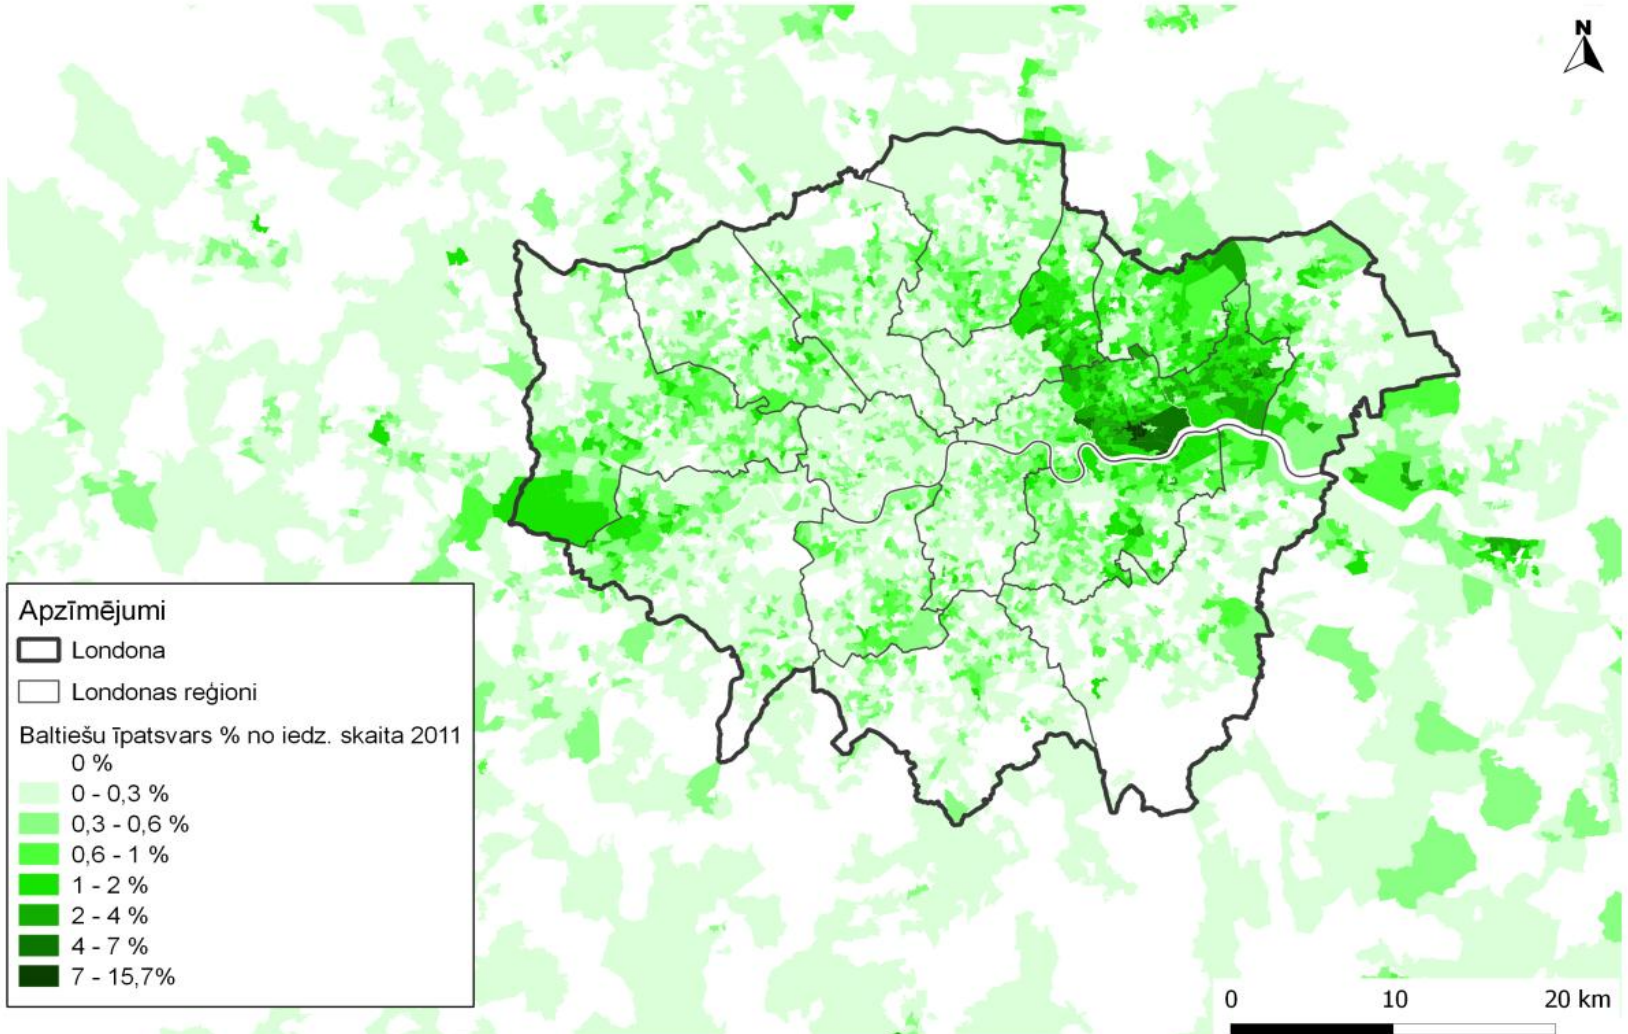 N
Apzīmējumi
Londona
Londonas reģioni
Baltiešu īpatsvars % no iedz. skaita 2011
0 %
0 - 0,3 %
0,3 - 0,6 %
0,6 - 1 %
1 - 2 %
2 - 4 %
4 - 7 %
7 - 15,7%
0 10 20 km